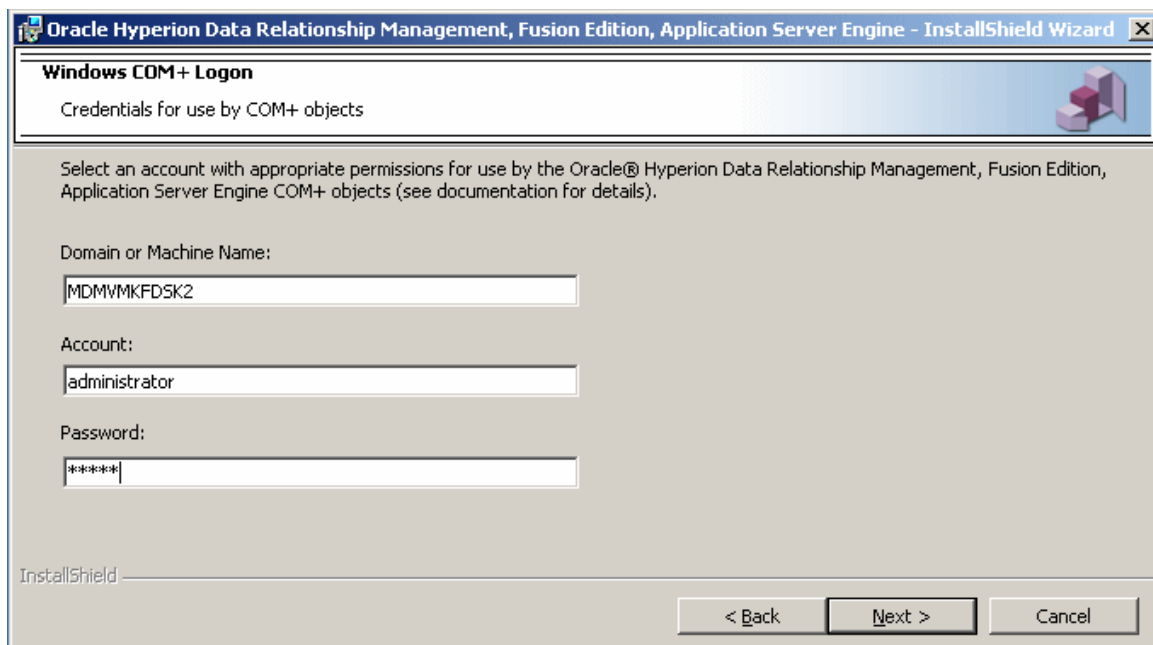 Oracle Hyperion Data Relationship Management, Fusion Edition, Application Server Engine - InstallShield Wizard
Windows COM+ Logon
Credentials for use by COM+ objects
Select an account with appropriate permissions for use by the Oracle® Hyperion Data Relationship Management, Fusion Edition,
Application Server Engine COM+ objects (see documentation for details).
Domain or Machine Name:
MDMVMKFDSK2
Account:
administrator
Password:
*****
InstallShield
< Back
Next >
Cancel